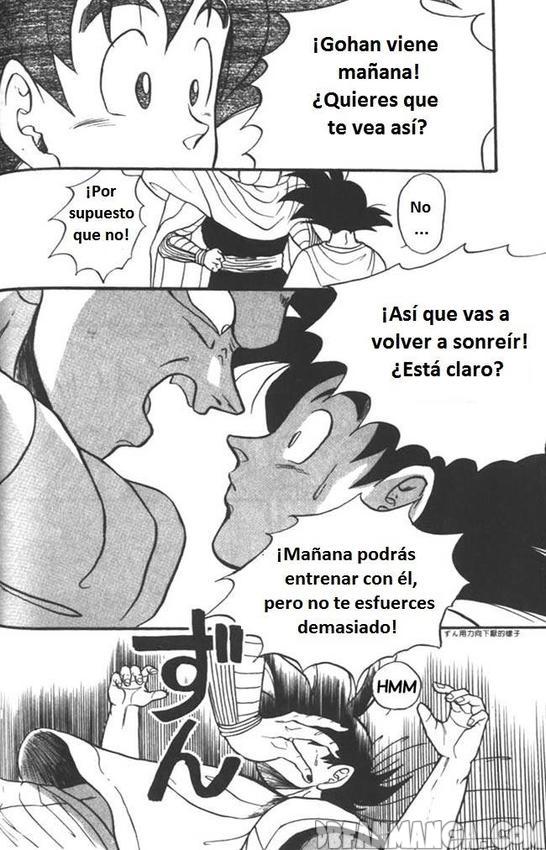 ¡Gohan viene
mañana!
¿Quieres que
te vea así?
¡Por
supuesto
que no!
No
...
¡Así que vas a
volver a sonreír!
¿Está claro?
¡Mañana podrás
entrenar con él,
pero no te esfuerces
demasiado!
ずん用力向下壓的樣子
ずん
HMM
DBFANMANGA.COM